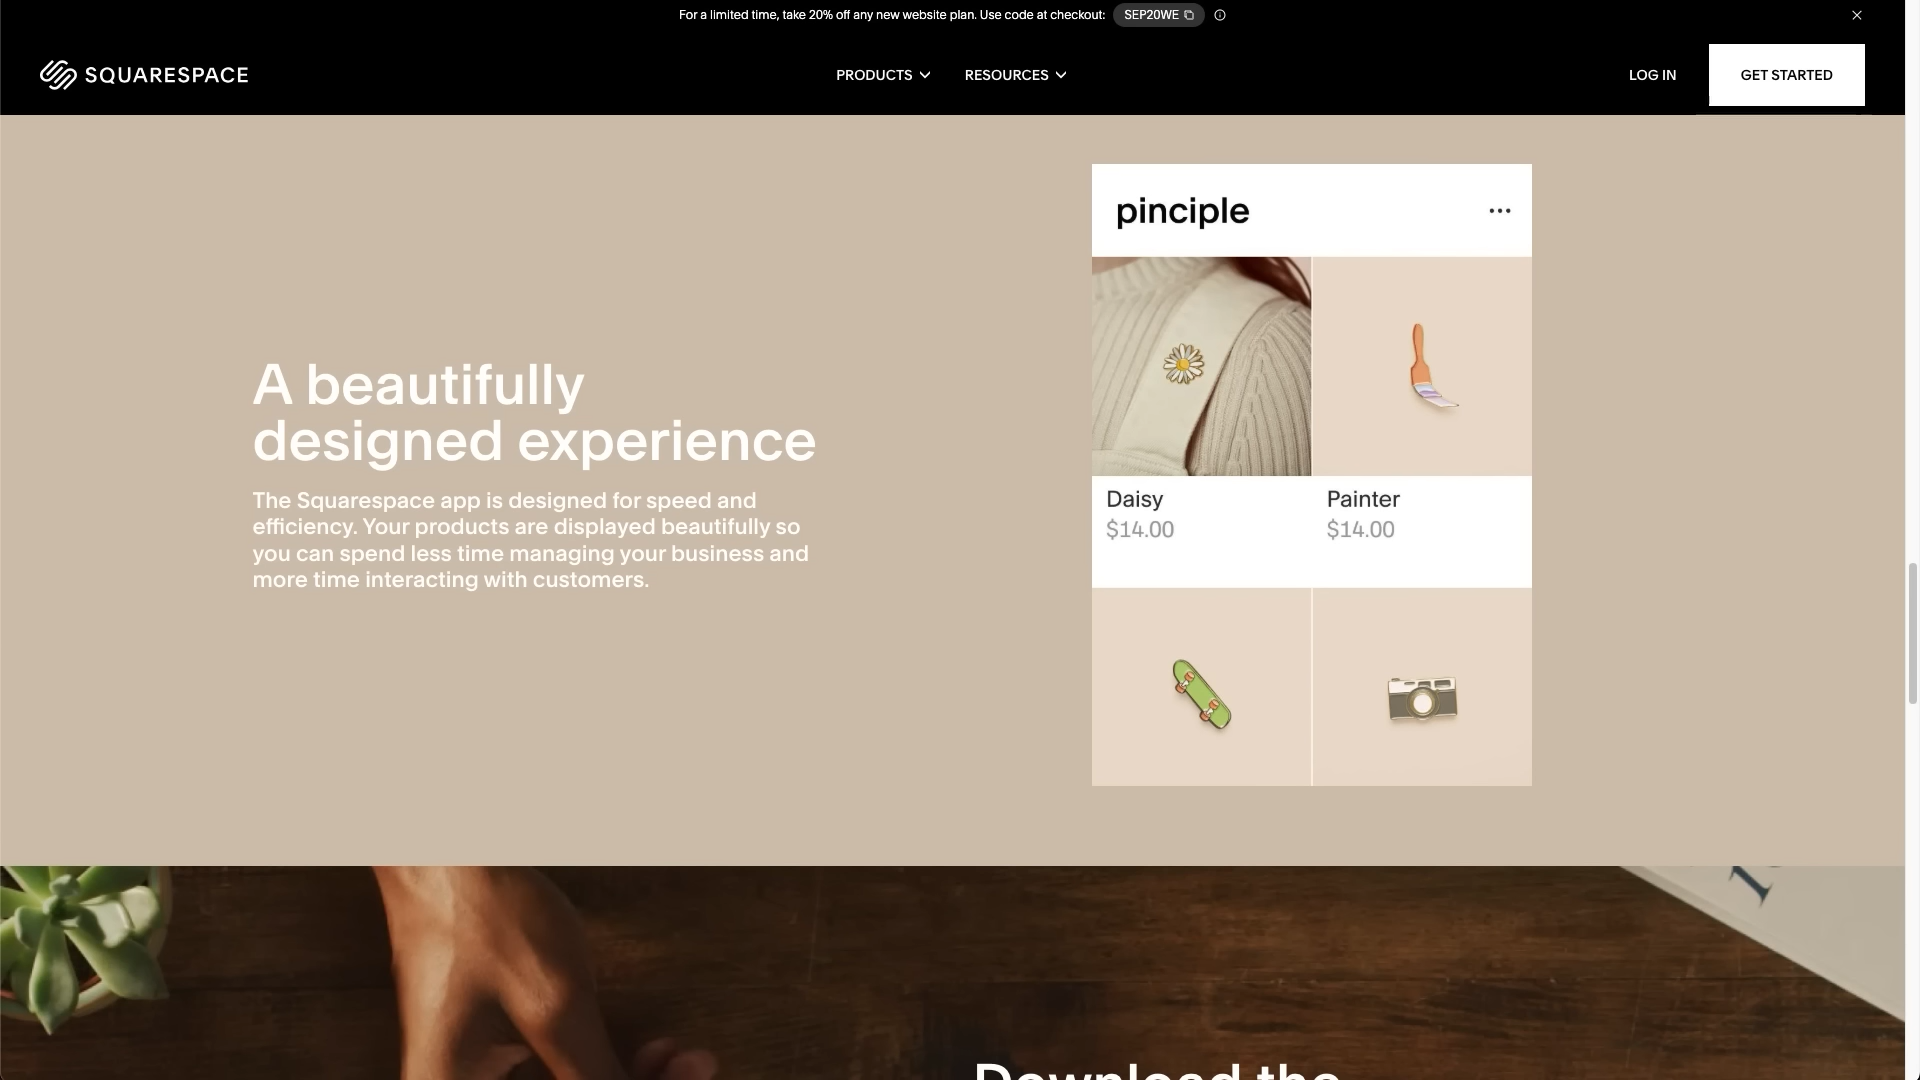 For a limited time, take 20% off any new website plan. Use code at checkout: SEP20WE
SQUARESPACE
PRODUCTS
RESOURCES
LOG IN
GET STARTED
A beautifully
designed experience
The Squarespace app is designed for speed and
efficiency. Your products are displayed beautifully so
you can spend less time managing your business and
more time interacting with customers.
pinciple
Daisy
$14.00
Painter
$14.00
Download the